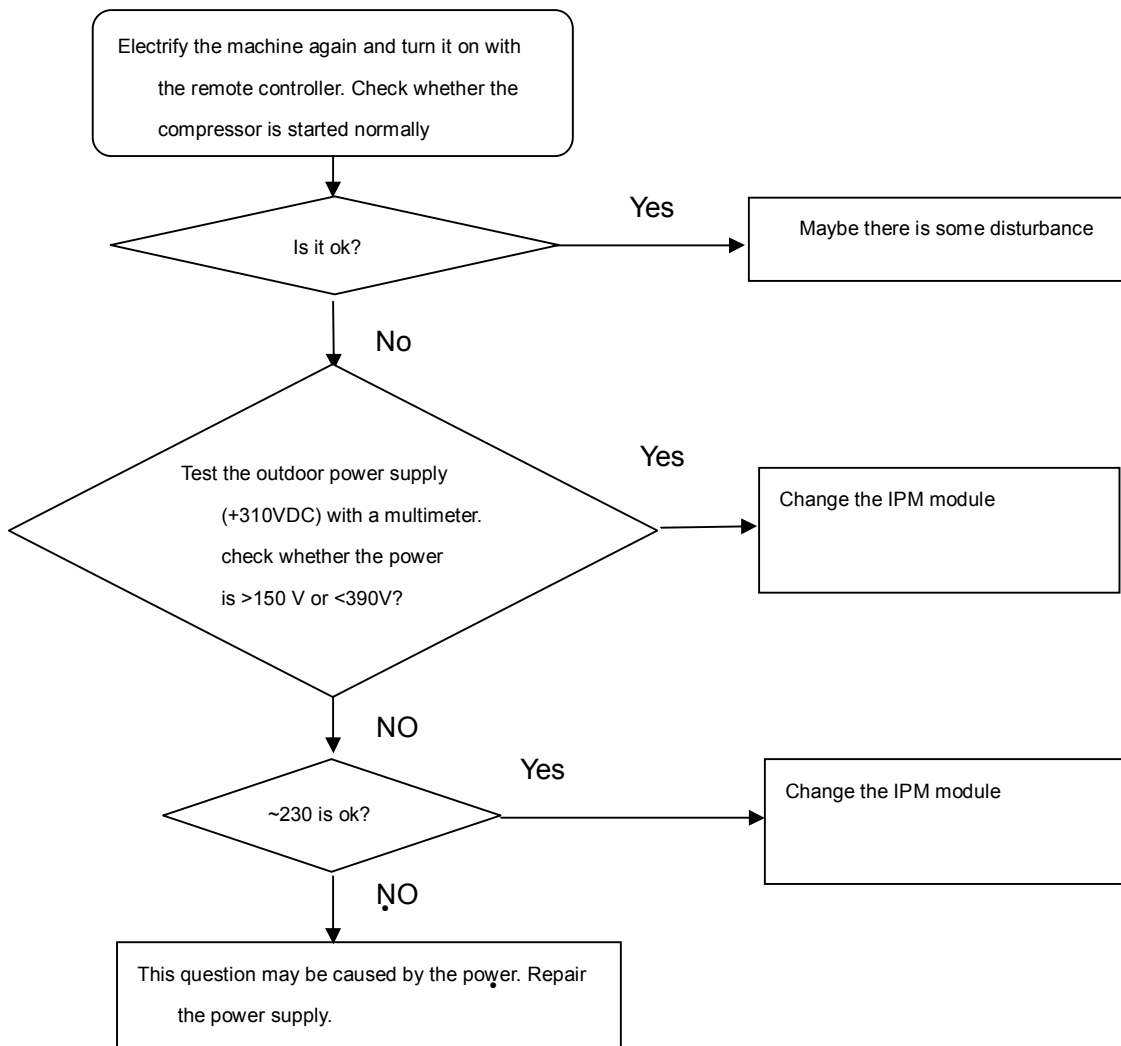 Electrify the machine again and turn it on with
the remote controller. Check whether the
compressor is started normally
Yes
Maybe there is some disturbance
Is it ok?
No
Yes
Test the outdoor power supply
(+310VDC) with a multimeter.
check whether the power
is >150 V or <390V?
Change the IPM module
NO
Yes
~230 is ok?
Change the IPM module
NO
This question may be caused by the power. Repair
the power supply.